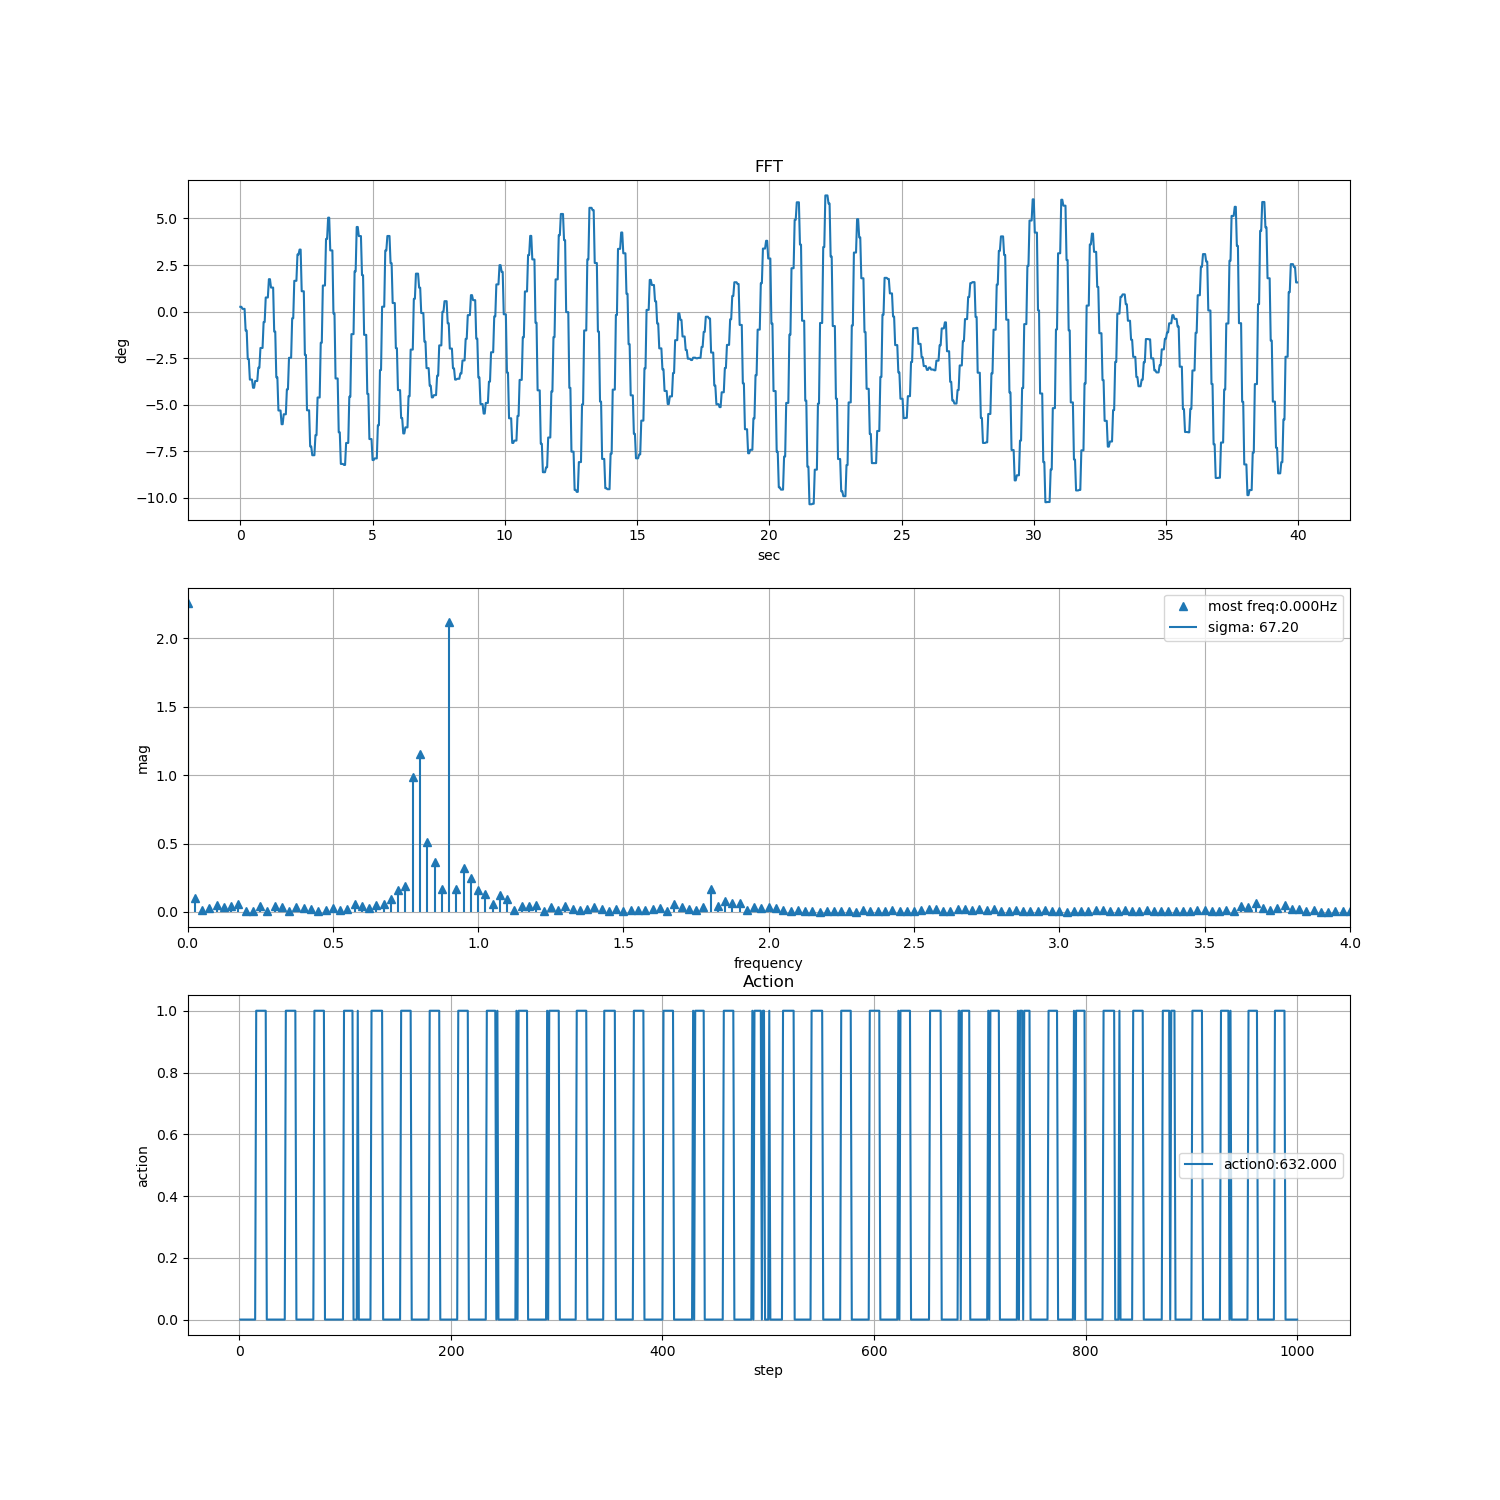 FFT
5.0
2.5
0.0
−2.5
−5.0
−7.5
−10.0
deg
0 5 10 15 20 25 30 35 40
sec
most freq:0.000Hz
sigma: 67.20
2.0
1.5
1.0
0.5
0.0
mag
0.0 0.5 1.0 1.5 2.0 2.5 3.0 3.5 4.0
frequency
Action
1.0
0.8
0.6
0.4
0.2
0.0
action
action0:632.000
0 200 400 600 800 1000
step